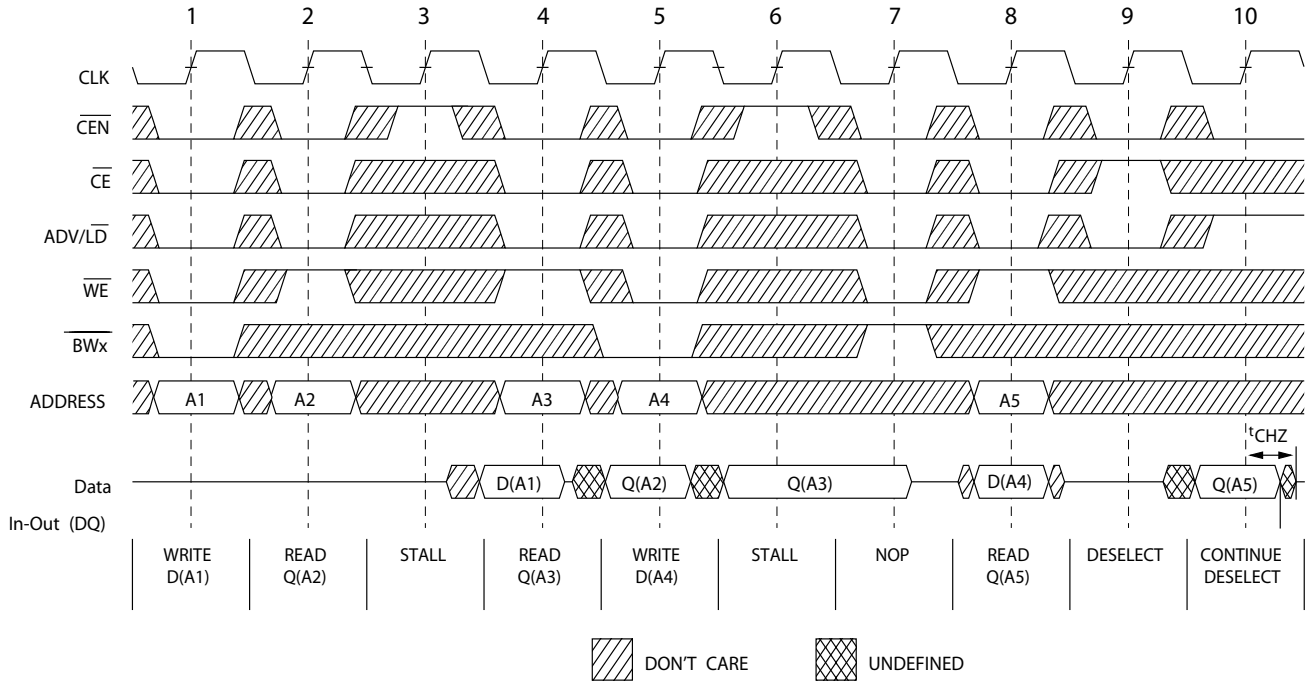 1 2 3 4 5 6 7 8 9 10
CLK
CEN
CE
ADV/LD
WE
BWx
ADDRESS A1 A2 A3 A4 A5
tCHZ
Data D(A1) Q(A2) Q(A3) D(A4) Q(A5)
In-Out (DQ)
WRITE READ STALL READ WRITE STALL NOP READ DESELECT CONTINUE
D(A1) Q(A2) Q(A3) D(A4) Q(A5) DESELECT
DON'T CARE UNDEFINED